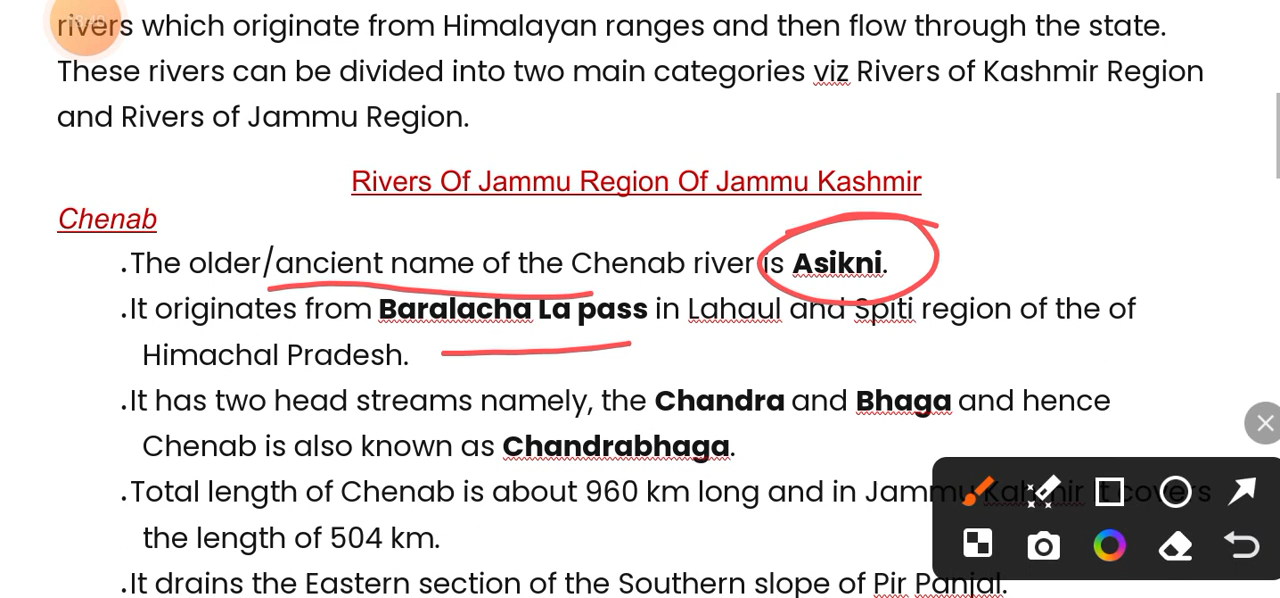 rivers which originate from Himalayan ranges and then flow through the state.
These rivers can be divided into two main categories viz Rivers of Kashmir Region
and Rivers of Jammu Region.
Rivers Of Jammu Region Of Jammu Kashmir
Chenab
.The older/ancient name of the Chenab river is Asikni.
.It originates from Baralacha La pass in Lahaul and Spiti region of the of
Himachal Pradesh.
.It has two head streams namely, the Chandra and Bhaga and hence
Chenab is also known as Chandrabhaga.
.Total length of Chenab is about 960 km long and in Jammu Kahmir it covers
the length of 504 km.
.It drains the Eastern section of the Southern slope of Pir Panjal.